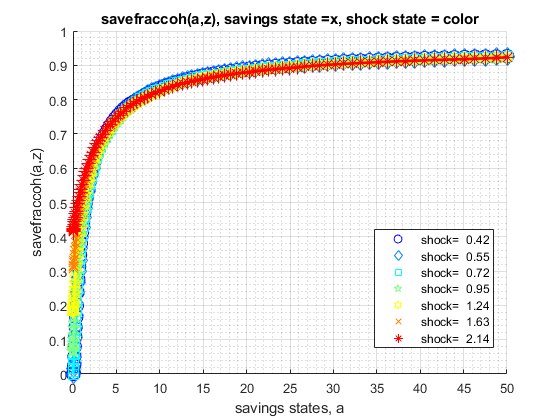 savefraccoh(a,z), savings state =x, shock state = color
savefraccoh(a,z)
1
0.9
0.8
0.7
0.6
0.5
0.4
0.3
0.2
0.1
0
0 5 10 15 20 25 30 35 40 45 50
savings states, a
shock= 0.42
shock= 0.55
shock= 0.72
shock= 0.95
shock= 1.24
shock= 1.63
shock= 2.14